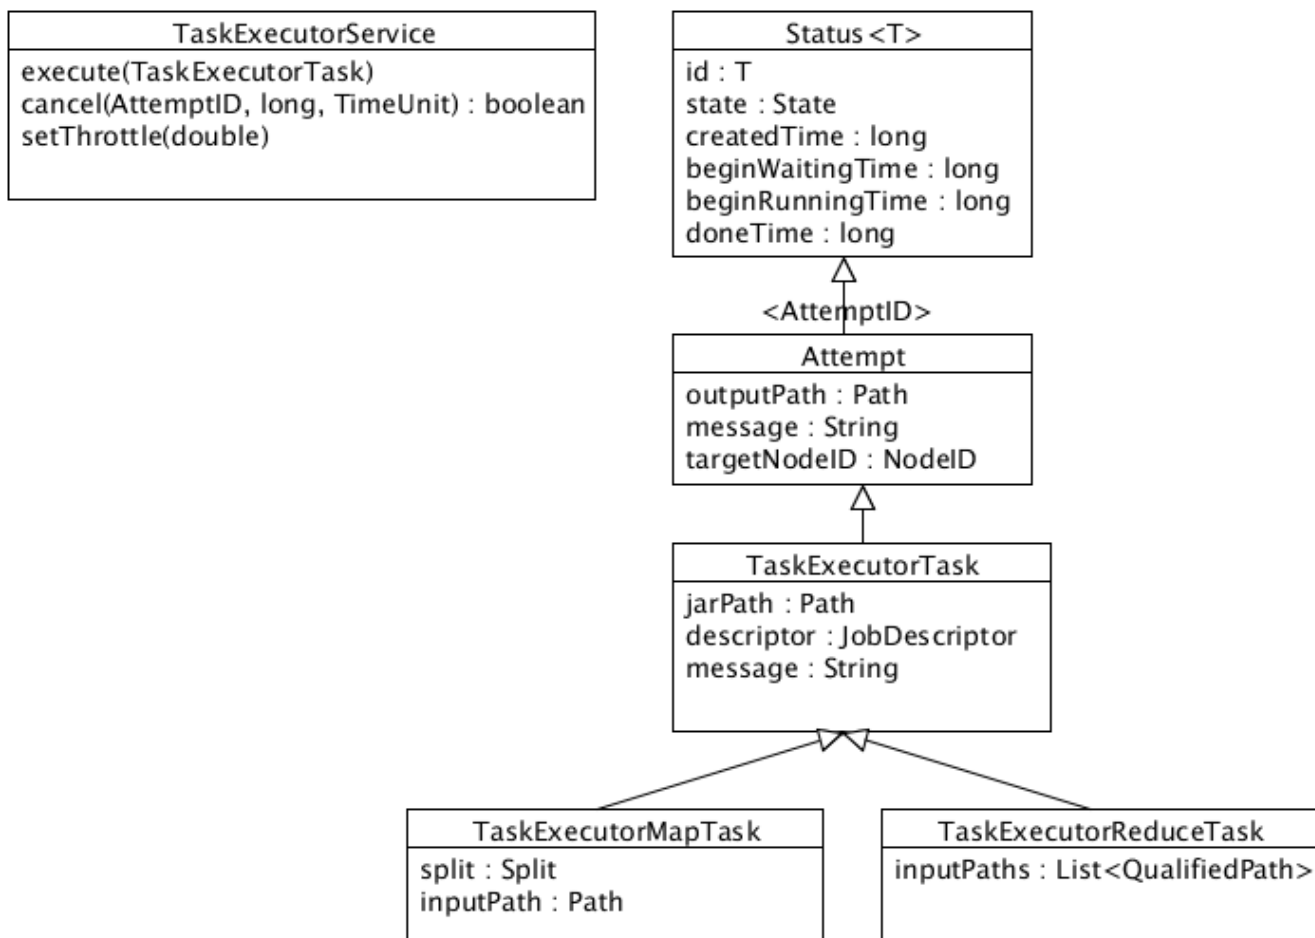 TaskExecutorService
execute(TaskExecutorTask)
cancel(AttemptID, long, TimeUnit) : boolean
setThrottle(double)
Status<T>
id : T
state : State
createdTime : long
beginWaitingTime : long
beginRunningTime : long
doneTime : long
<AttemptID>
Attempt
outputPath : Path
message : String
targetNodeID : NodeID
TaskExecutorTask
jarPath : Path
descriptor : JobDescriptor
message : String
TaskExecutorMapTask
split : Split
inputPath : Path
TaskExecutorReduceTask
inputPaths : List<QualifiedPath>